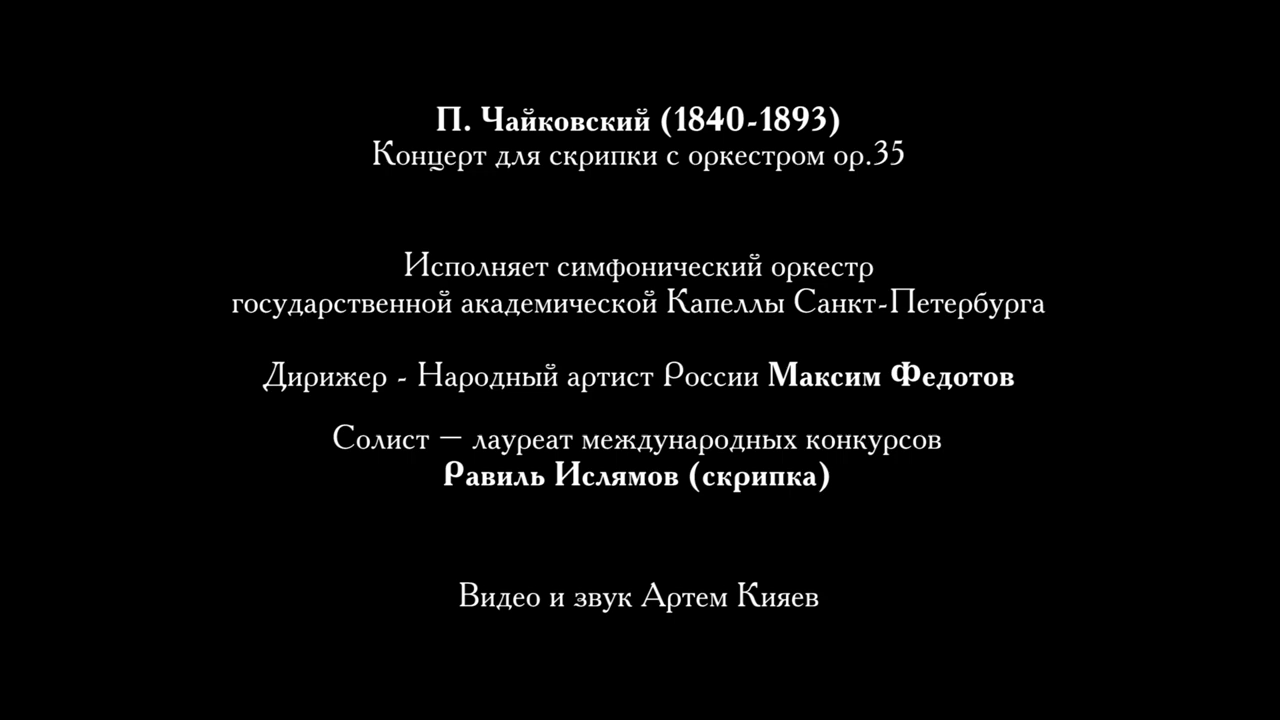 П. Чайковский (1840-1893)
Концерт для скрипки с оркестром ор.35
Исполняет симфонический оркестр
государственной академической Капеллы Санкт-Петербурга
Дирижер - Народный артист России Максим Федотов
Солист — лауреат международных конкурсов
Равиль Ислямов (скрипка)
Видео и звук Артем Кияев